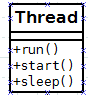 Thread
+run()
+start()
+sleep()